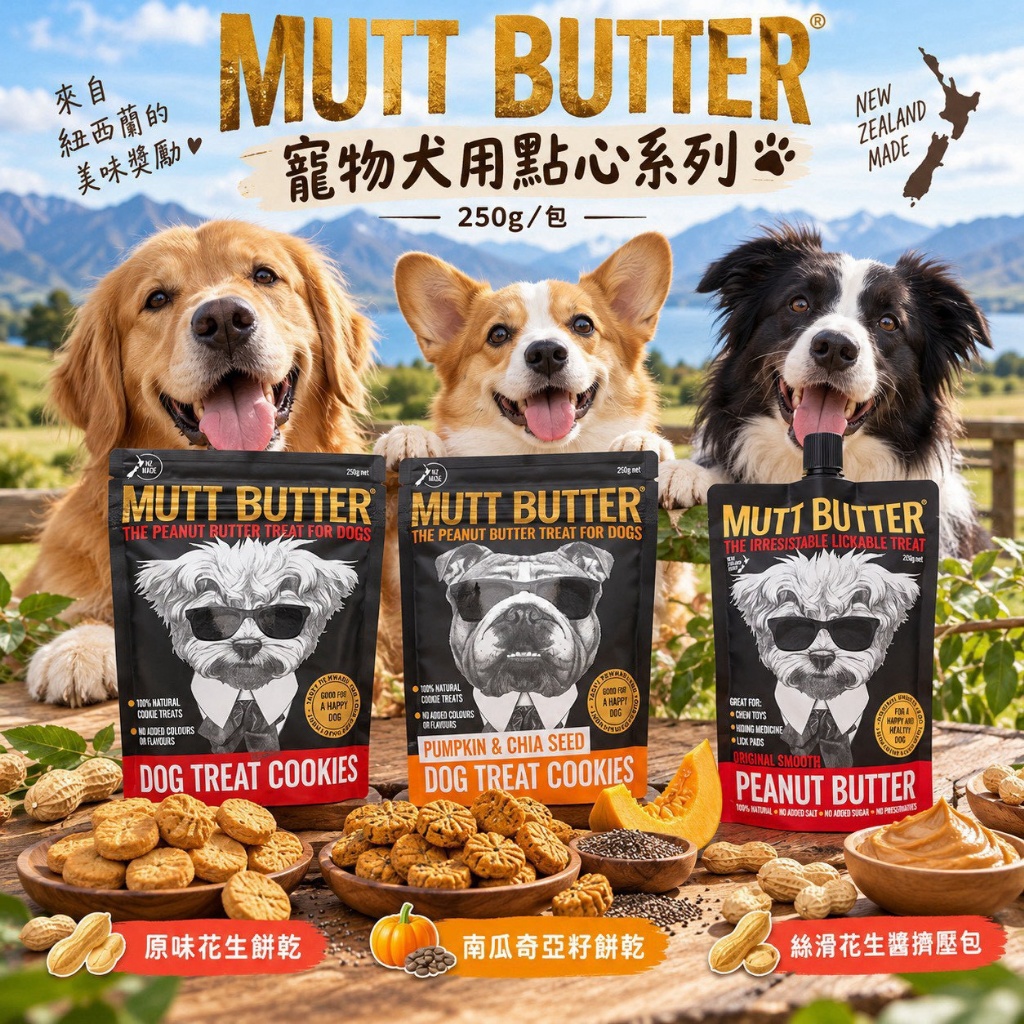 MUTT BUTTER®
來自
紐西蘭的
美味獎勵
NEW
ZEALAND
MADE
寵物犬用點心系列
250g/包
NZ
MADE
250g net
MUTT BUTTER®
THE PEANUT BUTTER TREAT FOR DOGS
100% NATURAL
COOKIE TREATS
NO ADDED COLOURS
OR FLAVOURS
GOOD FOR
A HAPPY
DOG
DOG TREAT COOKIES
NZ
MADE
250g net
MUTT BUTTER®
THE PEANUT BUTTER TREAT FOR DOGS
100% NATURAL
COOKIE TREATS
NO ADDED COLOURS
OR FLAVOURS
GOOD FOR
A HAPPY
DOG
PUMPKIN & CHIA SEED
DOG TREAT COOKIES
MUTT BUTTER®
THE IRRESISTABLE LICKABLE TREAT
GREAT FOR:
CHEW TOYS
HIDING MEDICINE
LICK PADS
FOR A
HAPPY AND
HEALTHY
DOG
ORIGINAL SMOOTH
PEANUT BUTTER
100% NATURAL • NO ADDED SALT • NO ADDED SUGAR • NO PRESERVATIVES
原味花生餅乾
南瓜奇亞籽餅乾
絲滑花生醬擠壓包